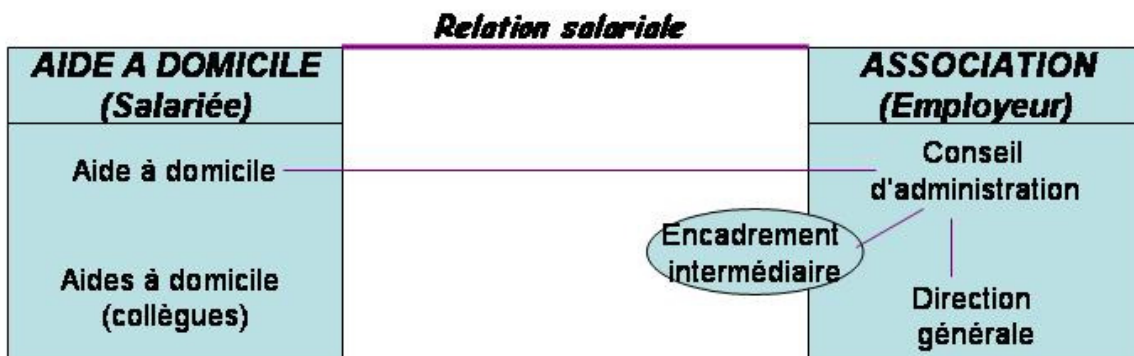 Relation salariale
AIDE A DOMICILE
(Salariée)
Aide à domicile
Aides à domicile
(collègues)
ASSOCIATION
(Employeur)
Conseil
d'administration
Encadrement
intermédiaire
Direction
générale